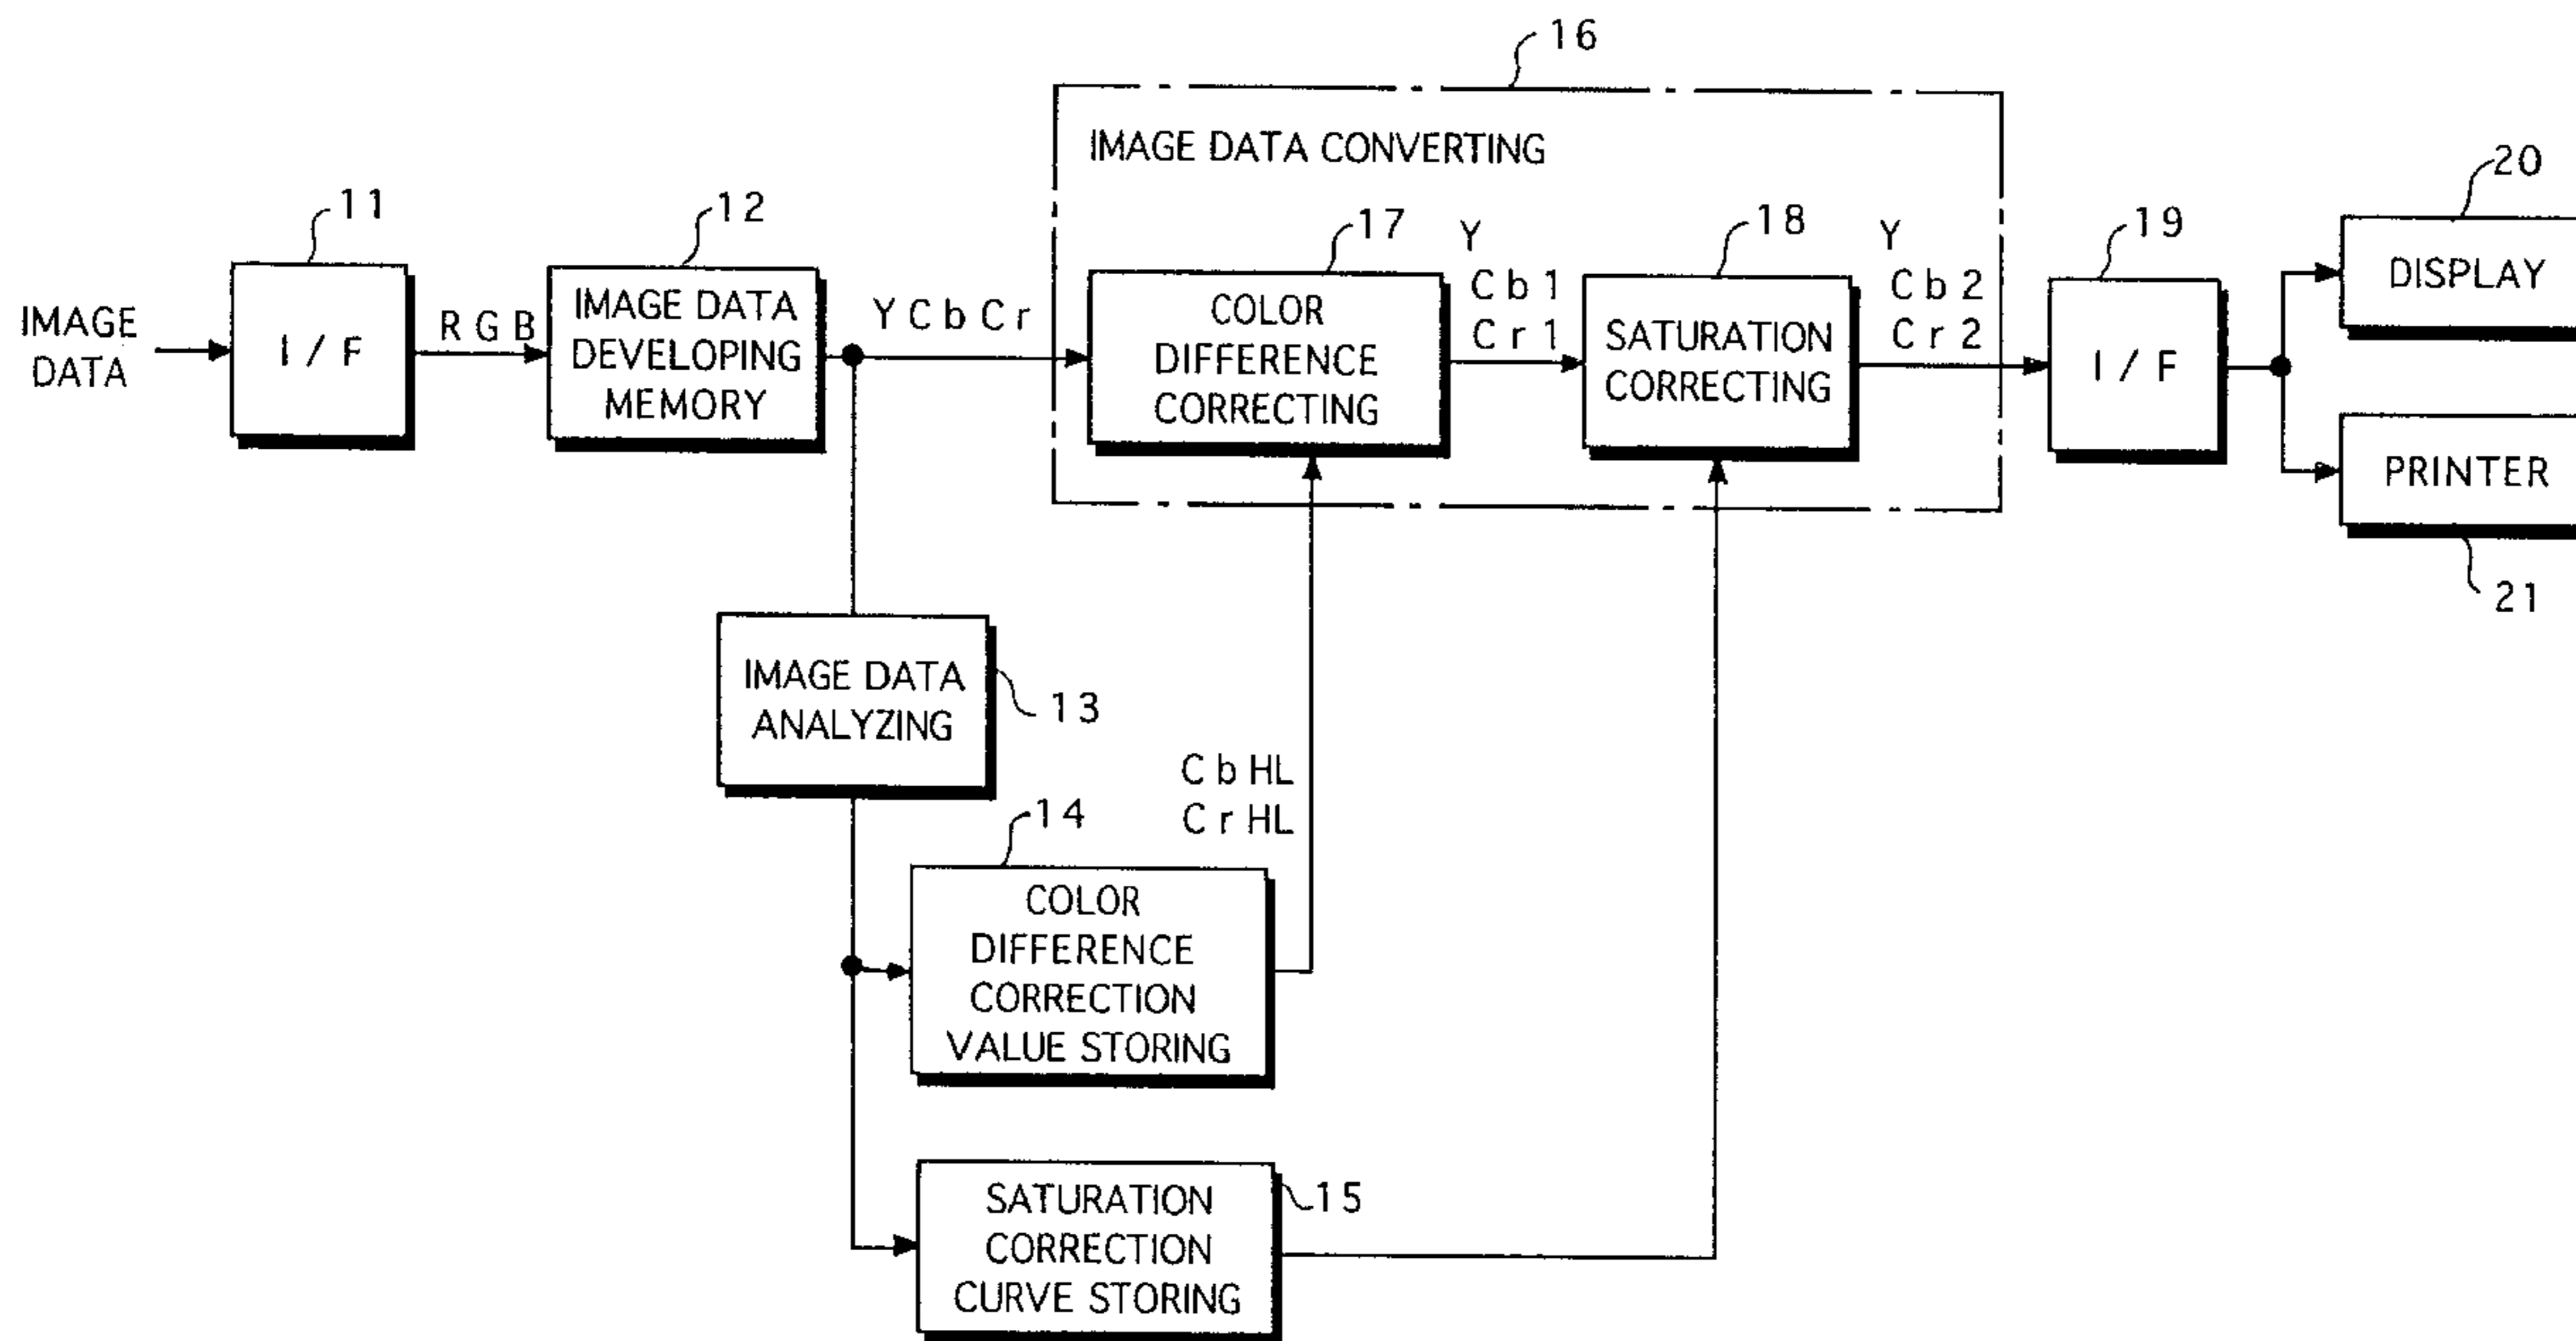 16
IMAGE DATA CONVERTING
11
12
17
18
19
20
IMAGE
DATA
I / F
R G B
IMAGE DATA
DEVELOPING
MEMORY
Y C b C r
COLOR
DIFFERENCE
CORRECTING
Y
C b 1
C r 1
SATURATION
CORRECTING
Y
C b 2
C r 2
I / F
DISPLAY
PRINTER
21
IMAGE DATA
ANALYZING
13
C b HL
C r HL
14
COLOR
DIFFERENCE
CORRECTION
VALUE STORING
SATURATION
CORRECTION
CURVE STORING
15